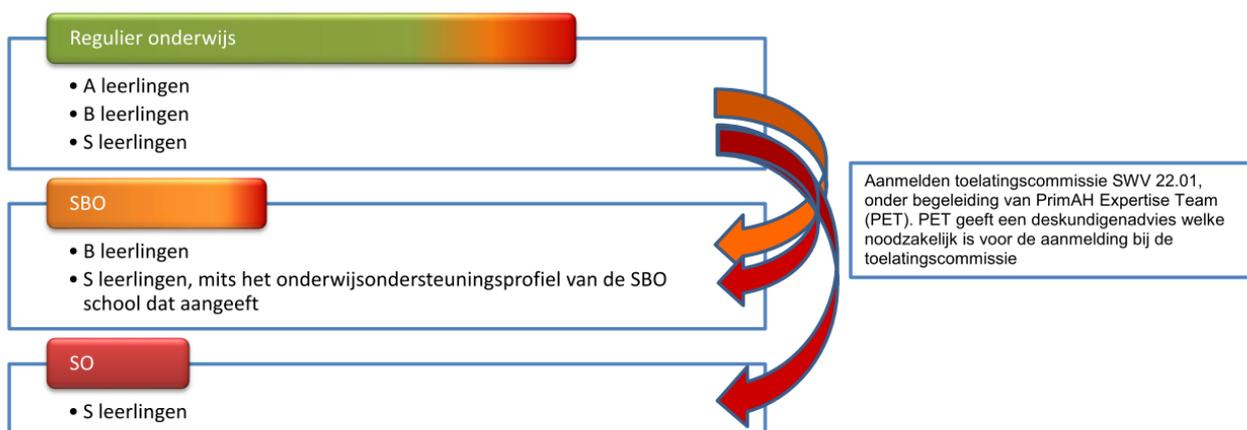 Regulier onderwijs
• A leerlingen
• B leerlingen
• S leerlingen
SBO
• B leerlingen
• S leerlingen, mits het onderwijsondersteuningsprofiel van de SBO
school dat aangeeft
SO
• S leerlingen
Aanmelden toelatingscommissie SWV 22.01,
onder begeleiding van PrimAH Expertise Team
(PET). PET geeft een deskundigenadvies welke
noodzakelijk is voor de aanmelding bij de
toelatingscommissie